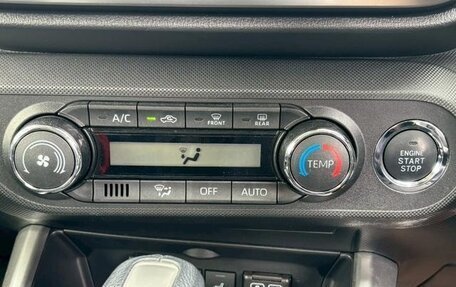 A/C
FRONT
REAR
TEMP
ENGINE
START
STOP
OFF
AUTO